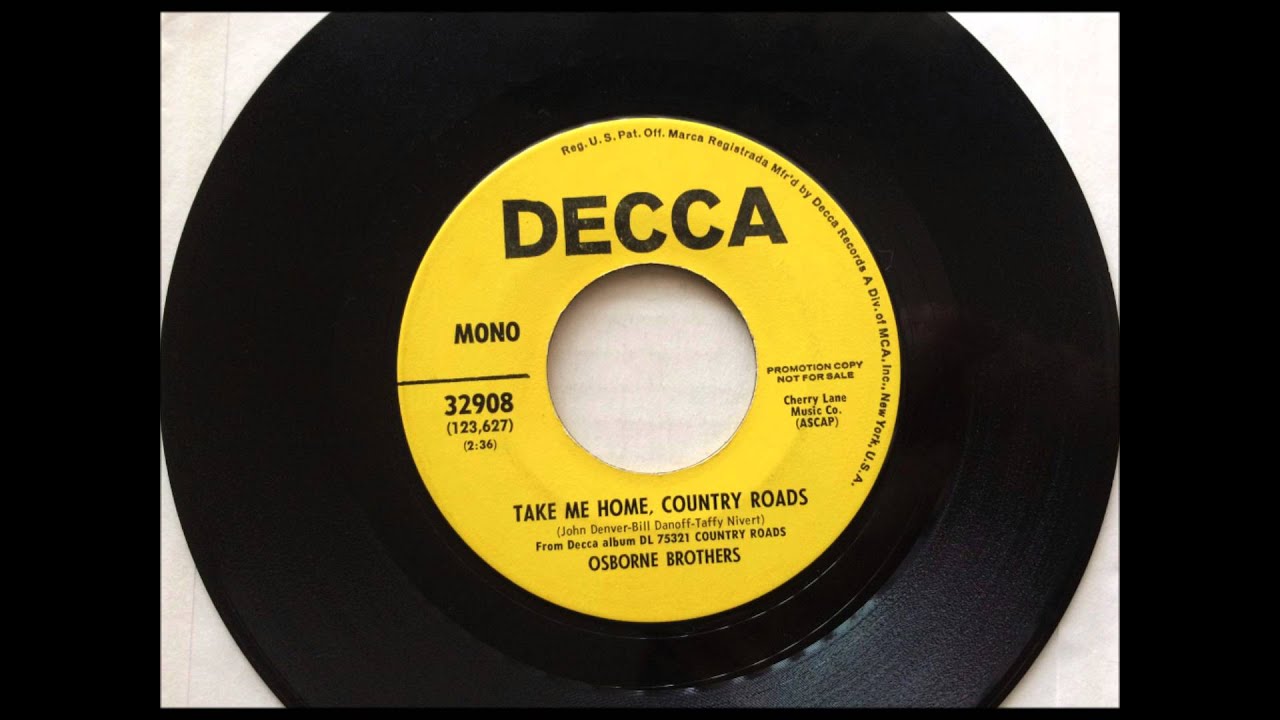 Reg. U.S. Pat. Off. Marca Registrada Mfr'd by Decca Records A Div. of MCA, Inc., New York, U.S.A.
DECCA
MONO
32908
(123,627)
(2:36)
PROMOTION COPY
NOT FOR SALE
Cherry Lane
Music Co.
(ASCAP)
TAKE ME HOME, COUNTRY ROADS
(John Denver-Bill Danoff-Taffy Nivert)
From Decca album DL 75321 COUNTRY ROADS
OSBORNE BROTHERS